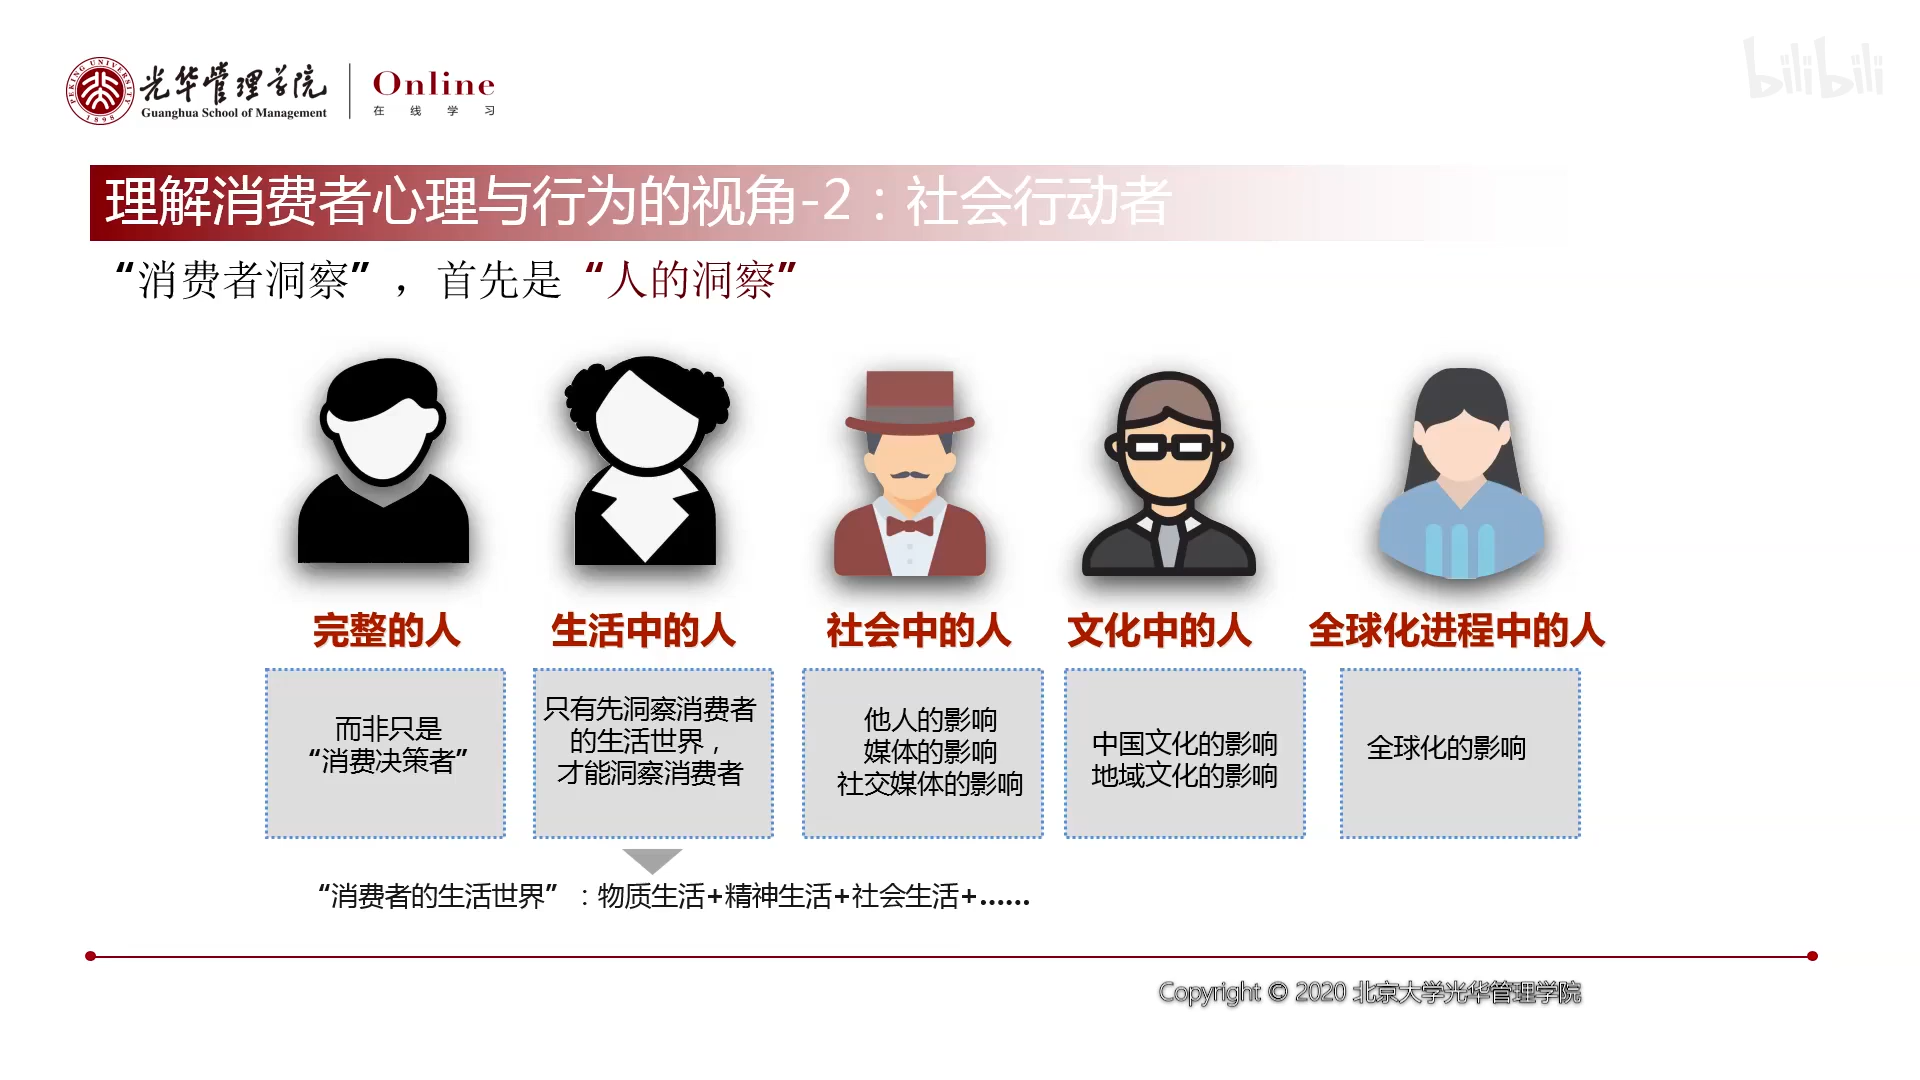 PEKING UNIVERSITY
1898
光华管理学院
Guanghua School of Management
Online
在线学习
bilibili
理解消费者心理与行为的视角-2：社会行动者
“消费者洞察”，首先是“人的洞察”
完整的人
而非只是
“消费决策者”
生活中的人
只有先洞察消费者
的生活世界，
才能洞察消费者
社会中的人
他人的影响
媒体的影响
社交媒体的影响
文化中的人
中国文化的影响
地域文化的影响
全球化进程中的人
全球化的影响
“消费者的生活世界”：物质生活+精神生活+社会生活+……
Copyright © 2020 北京大学光华管理学院